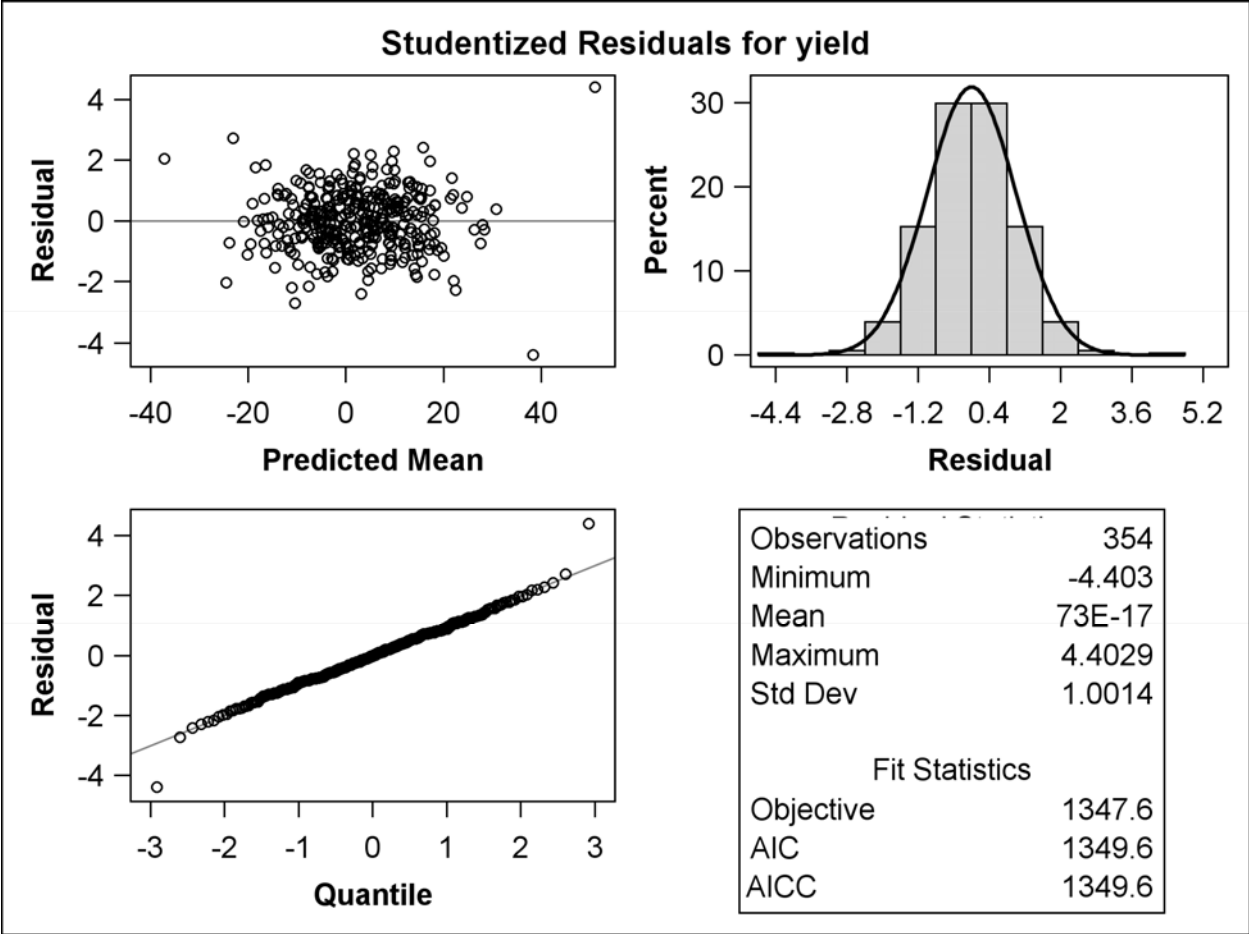 Studentized Residuals for yield
4
2
0
-2
-4
Residual
-40 -20 0 20 40
Predicted Mean
30
20
10
0
Percent
-4.4 -2.8 -1.2 0.4 2 3.6 5.2
Residual
4
2
0
-2
-4
Residual
-3 -2 -1 0 1 2 3
Quantile
Observations 354
Minimum -4.403
Mean 73E-17
Maximum 4.4029
Std Dev 1.0014
Fit Statistics
Objective 1347.6
AIC 1349.6
AICC 1349.6